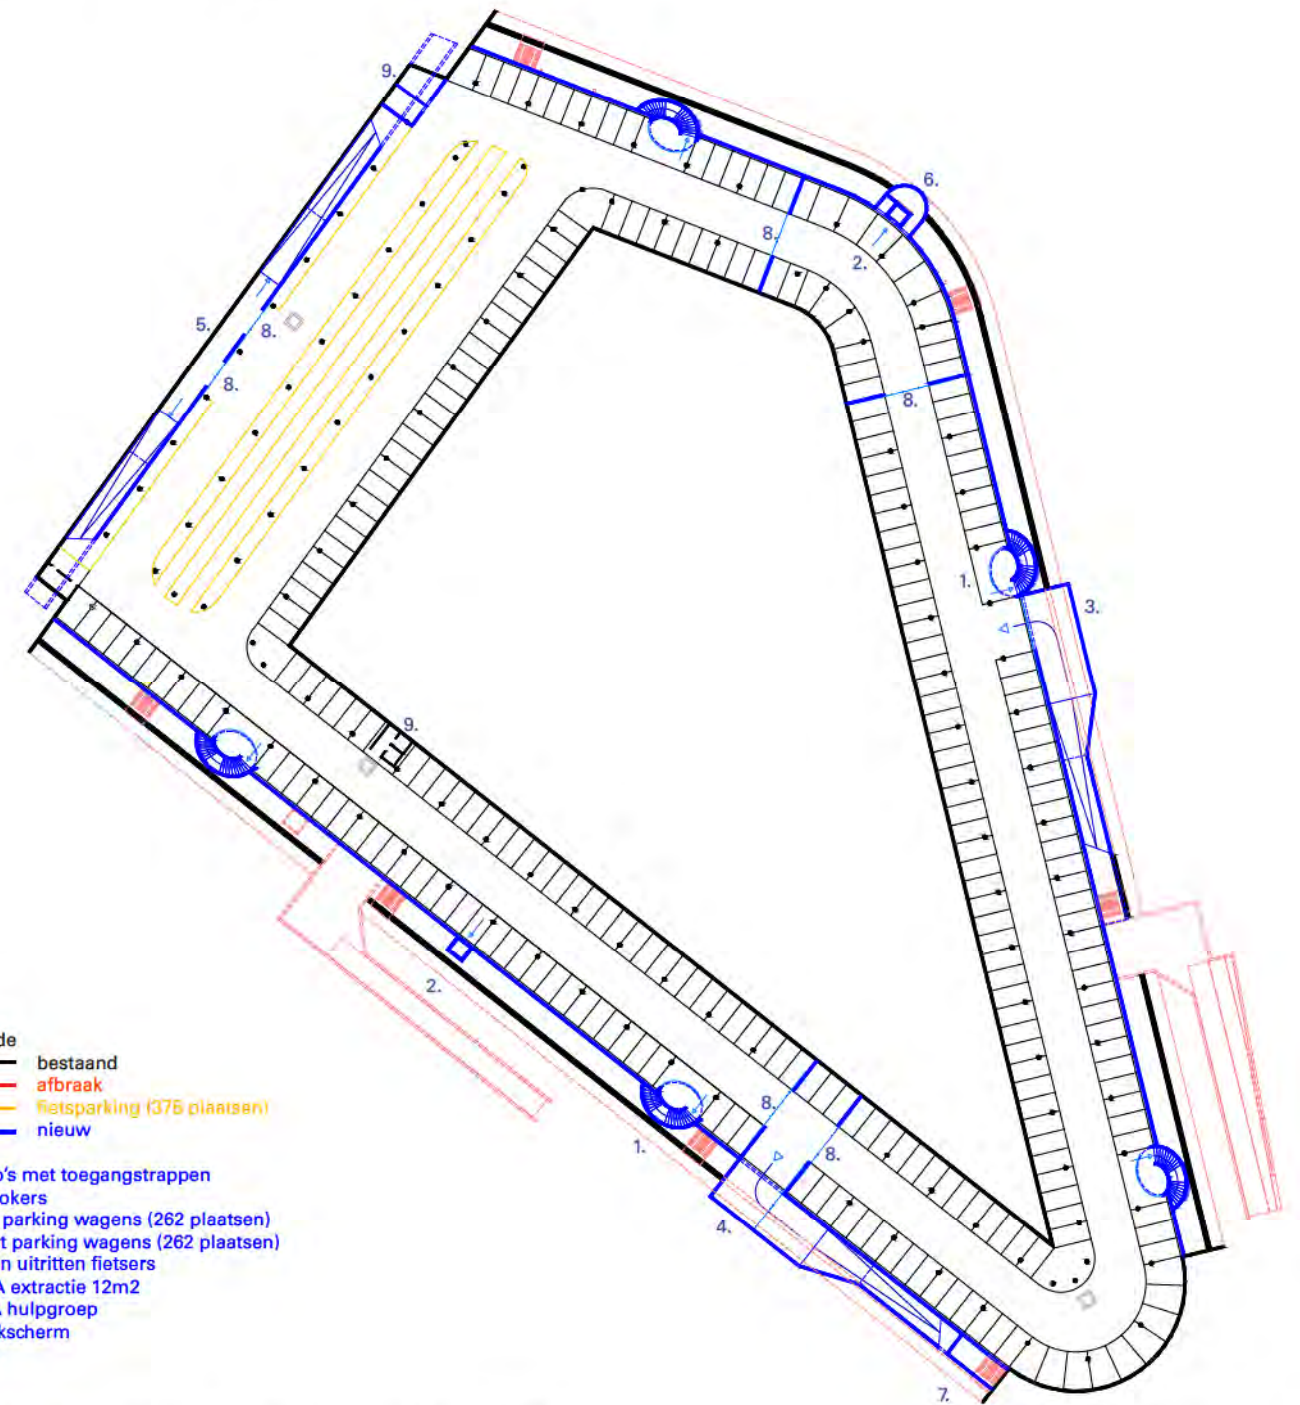 9.
6.
8.
2.
5.
8.
8.
8.
1.
3.
9.
2.
de
bestaand
afbraak
fietsparking (376 plaatsen)
nieuw
8.
1.
8.
o's met toegangstrappen
okers
parking wagens (262 plaatsen)
4.
t parking wagens (262 plaatsen)
n uitritten fietsers
A extractie 12m2
hulpgroep
kscherm
7.